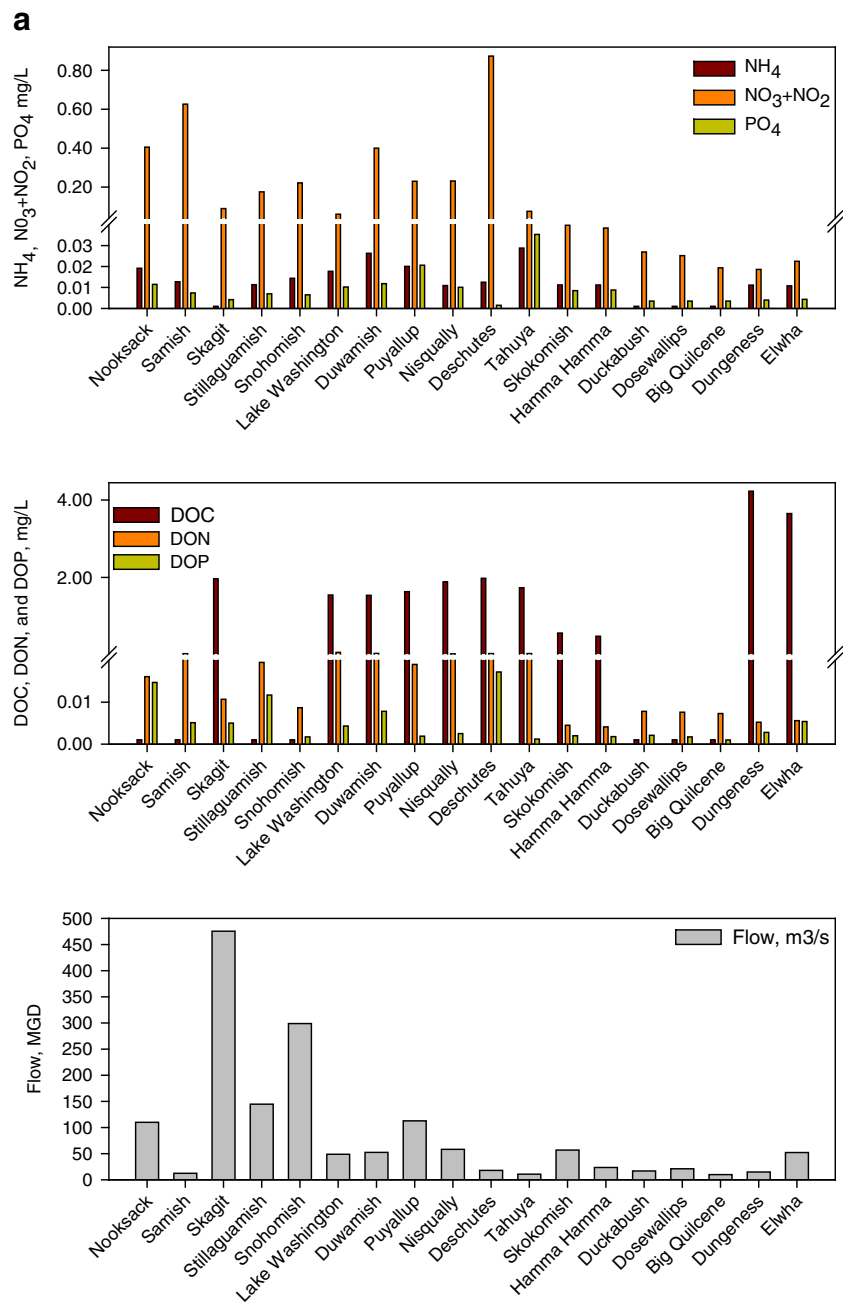 a
NH4, N03+NO2, PO4 mg/L
0.80
0.60
0.40
0.20
0.03
0.02
0.01
0.00
NH4
NO3+NO2
PO4
Nooksack
Samish
Skagit
Stillaguamish
Snohomish
Lake Washington
Duwamish
Puyallup
Nisqually
Deschutes
Tahuya
Skokomish
Hamma Hamma
Duckabush
Dosewallips
Big Quilcene
Dungeness
Elwha
DOC, DON, and DOP, mg/L
4.00
2.00
0.01
0.00
DOC
DON
DOP
Nooksack
Samish
Skagit
Stillaguamish
Snohomish
Lake Washington
Duwamish
Puyallup
Nisqually
Deschutes
Tahuya
Skokomish
Hamma Hamma
Duckabush
Dosewallips
Big Quilcene
Dungeness
Elwha
Flow, MGD
500
450
400
350
300
250
200
150
100
50
0
Flow, m3/s
Nooksack
Samish
Skagit
Stillaguamish
Snohomish
Lake Washington
Duwamish
Puyallup
Nisqually
Deschutes
Tahuya
Skokomish
Hamma Hamma
Duckabush
Dosewallips
Big Quilcene
Dungeness
Elwha